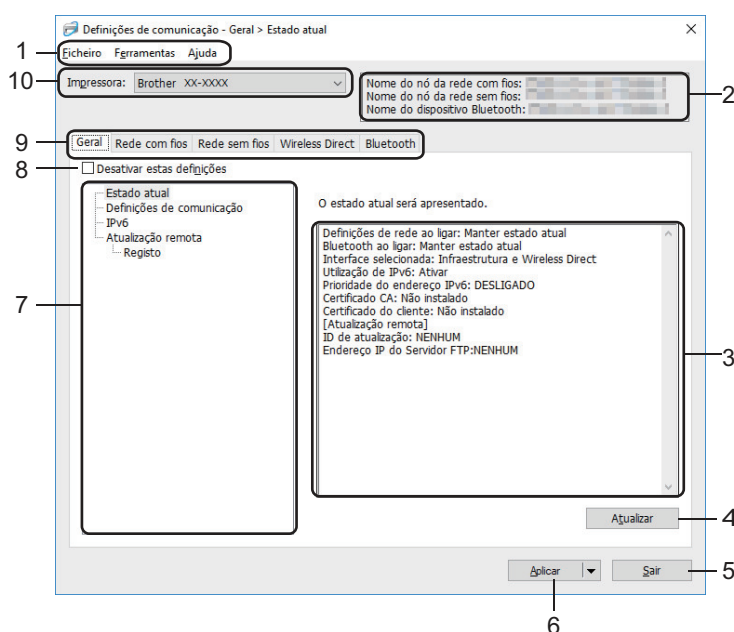 Definições de comunicação - Geral > Estado atual
1
Ficheiro Ferramentas Ajuda
10
Impressora: Brother XX-XXXX
Nome do nó da rede com fios:
Nome do nó da rede sem fios:
Nome do dispositivo Bluetooth:
2
9
Geral Rede com fios Rede sem fios Wireless Direct Bluetooth
8
Desativar estas definições
Estado atual
Definições de comunicação
IPv6
Atualização remota
Registo
7
O estado atual será apresentado.
Definições de rede ao ligar: Manter estado atual
Bluetooth ao ligar: Manter estado atual
Interface selecionada: Infraestrutura e Wireless Direct
Utilização de IPv6: Ativar
Prioridade do endereço IPv6: DESLIGADO
Certificado CA: Não instalado
Certificado do cliente: Não instalado
[Atualização remota]
ID de atualização: NENHUM
Endereço IP do Servidor FTP:NENHUM
3
Atualizar
4
Aplicar
Sair
5
6